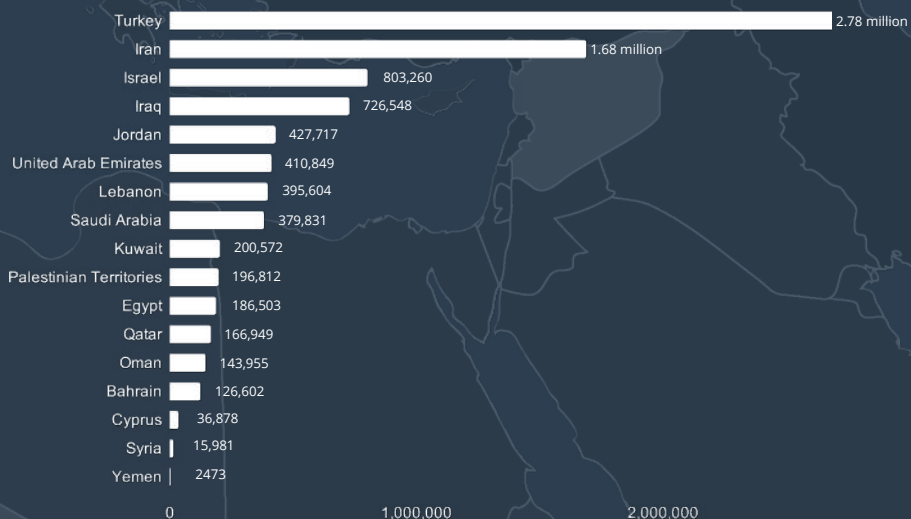 Turkey 2.78 million
Iran 1.68 million
Israel 803,260
Iraq 726,548
Jordan 427,717
United Arab Emirates 410,849
Lebanon 395,604
Saudi Arabia 379,831
Kuwait 200,572
Palestinian Territories 196,812
Egypt 186,503
Qatar 166,949
Oman 143,955
Bahrain 126,602
Cyprus 36,878
Syria 15,981
Yemen 2473
0 1,000,000 2,000,000